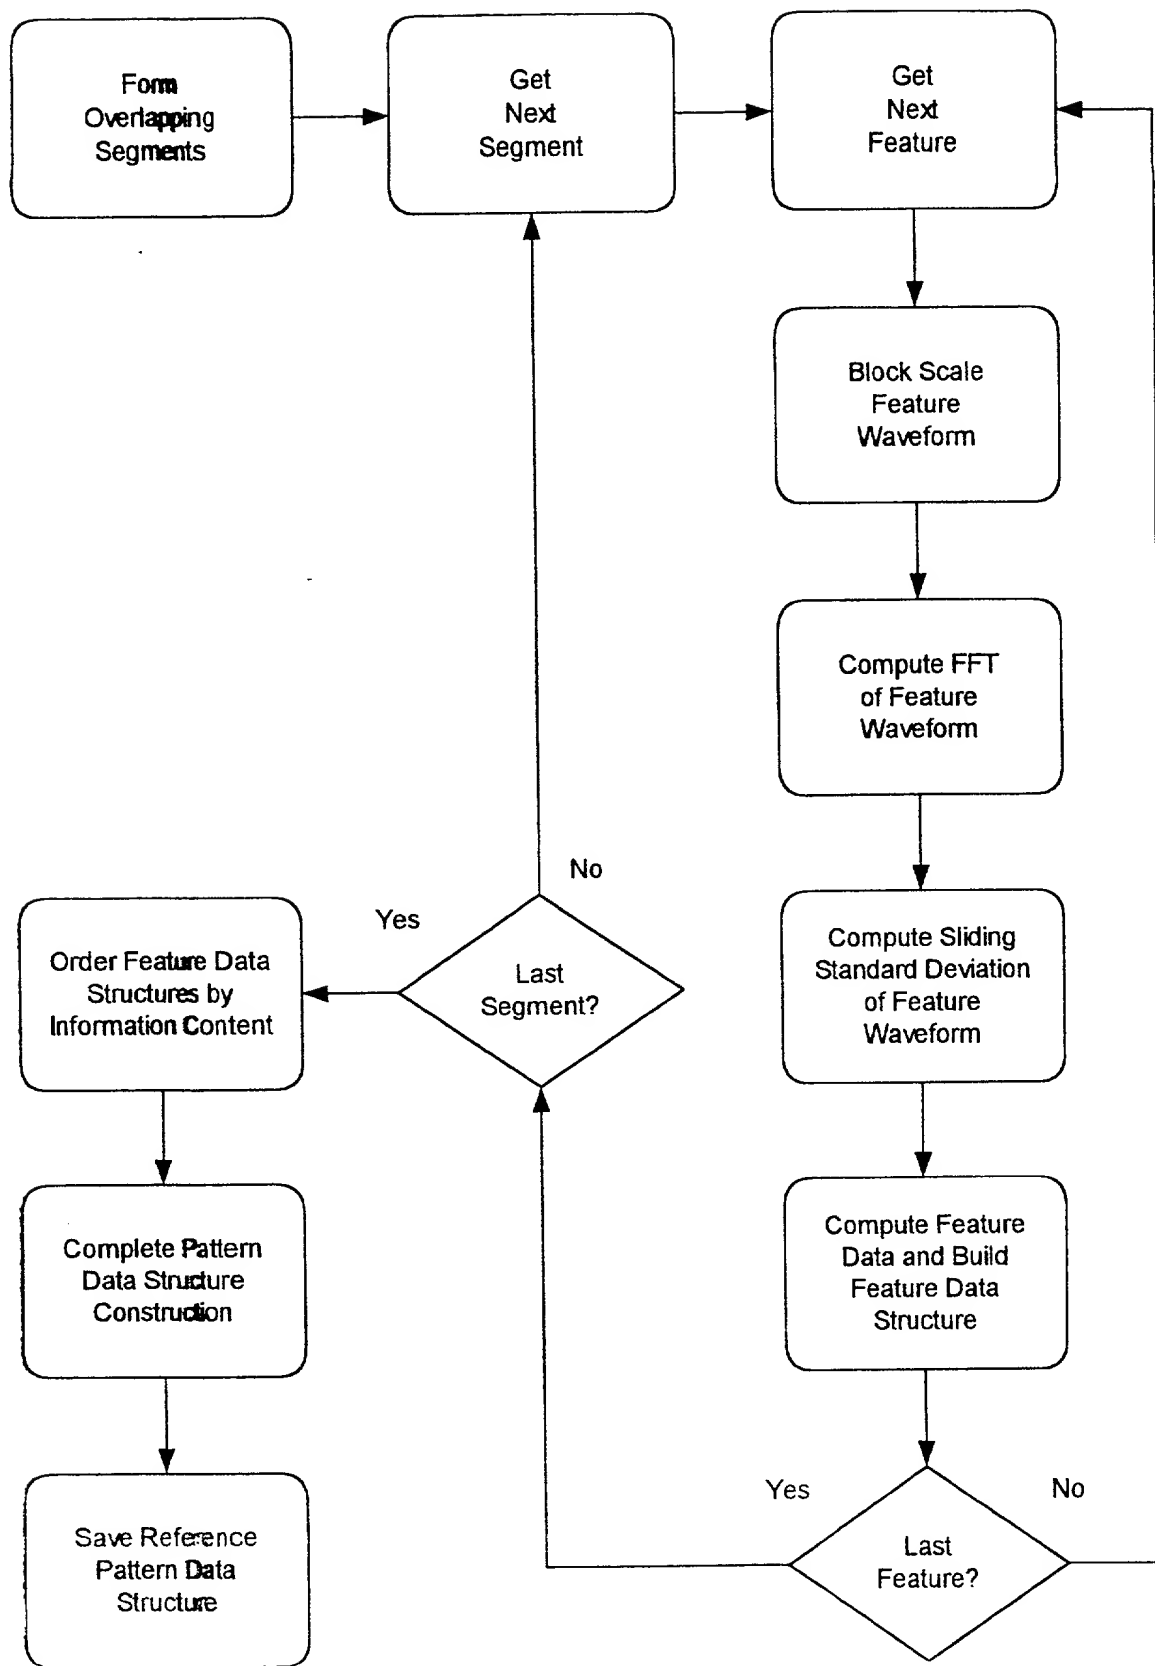 Form
Overlapping
Segments
Get
Next
Segment
Get
Next
Feature
Block Scale
Feature
Waveform
Compute FFT
of Feature
Waveform
Compute Sliding
Standard Deviation
of Feature
Waveform
Compute Feature
Data and Build
Feature Data
Structure
Last
Feature?
Yes
No
Last
Segment?
Yes
No
Order Feature Data
Structures by
Information Content
Complete Pattern
Data Structure
Construction
Save Reference
Pattern Data
Structure